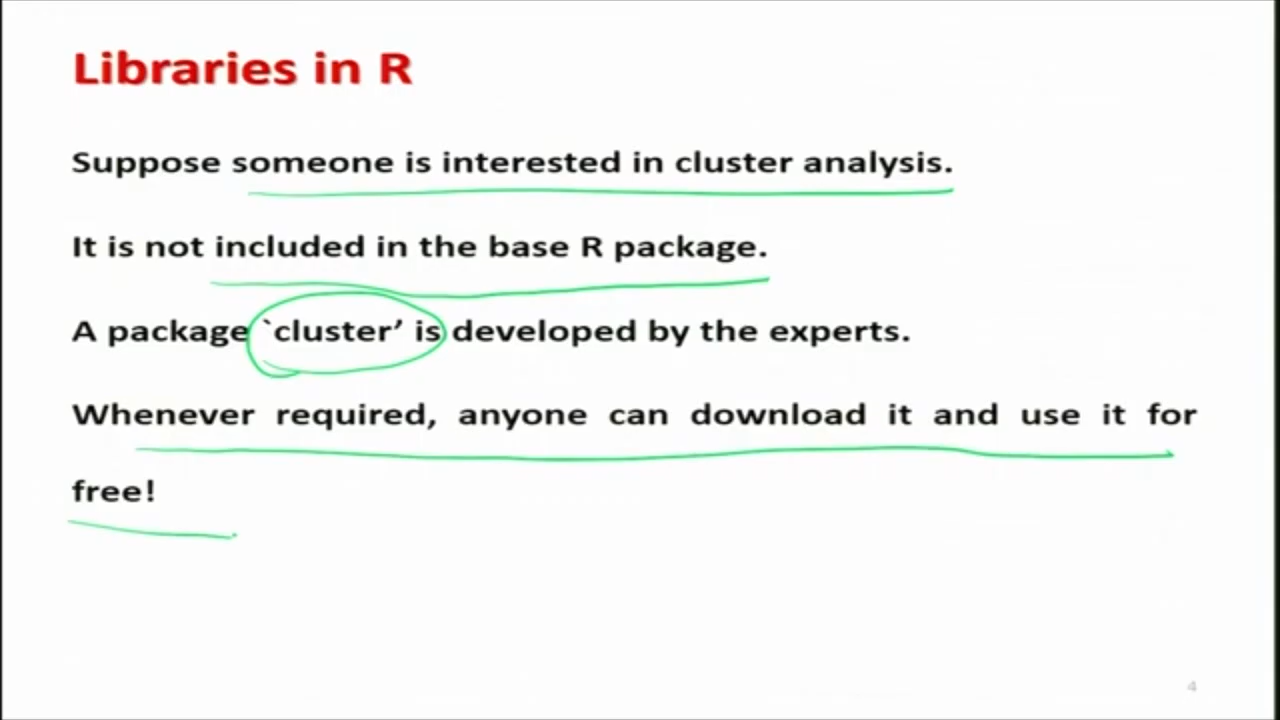 Libraries in R
Suppose someone is interested in cluster analysis.
It is not included in the base R package.
A package `cluster’ is developed by the experts.
Whenever required, anyone can download it and use it for
free!
4